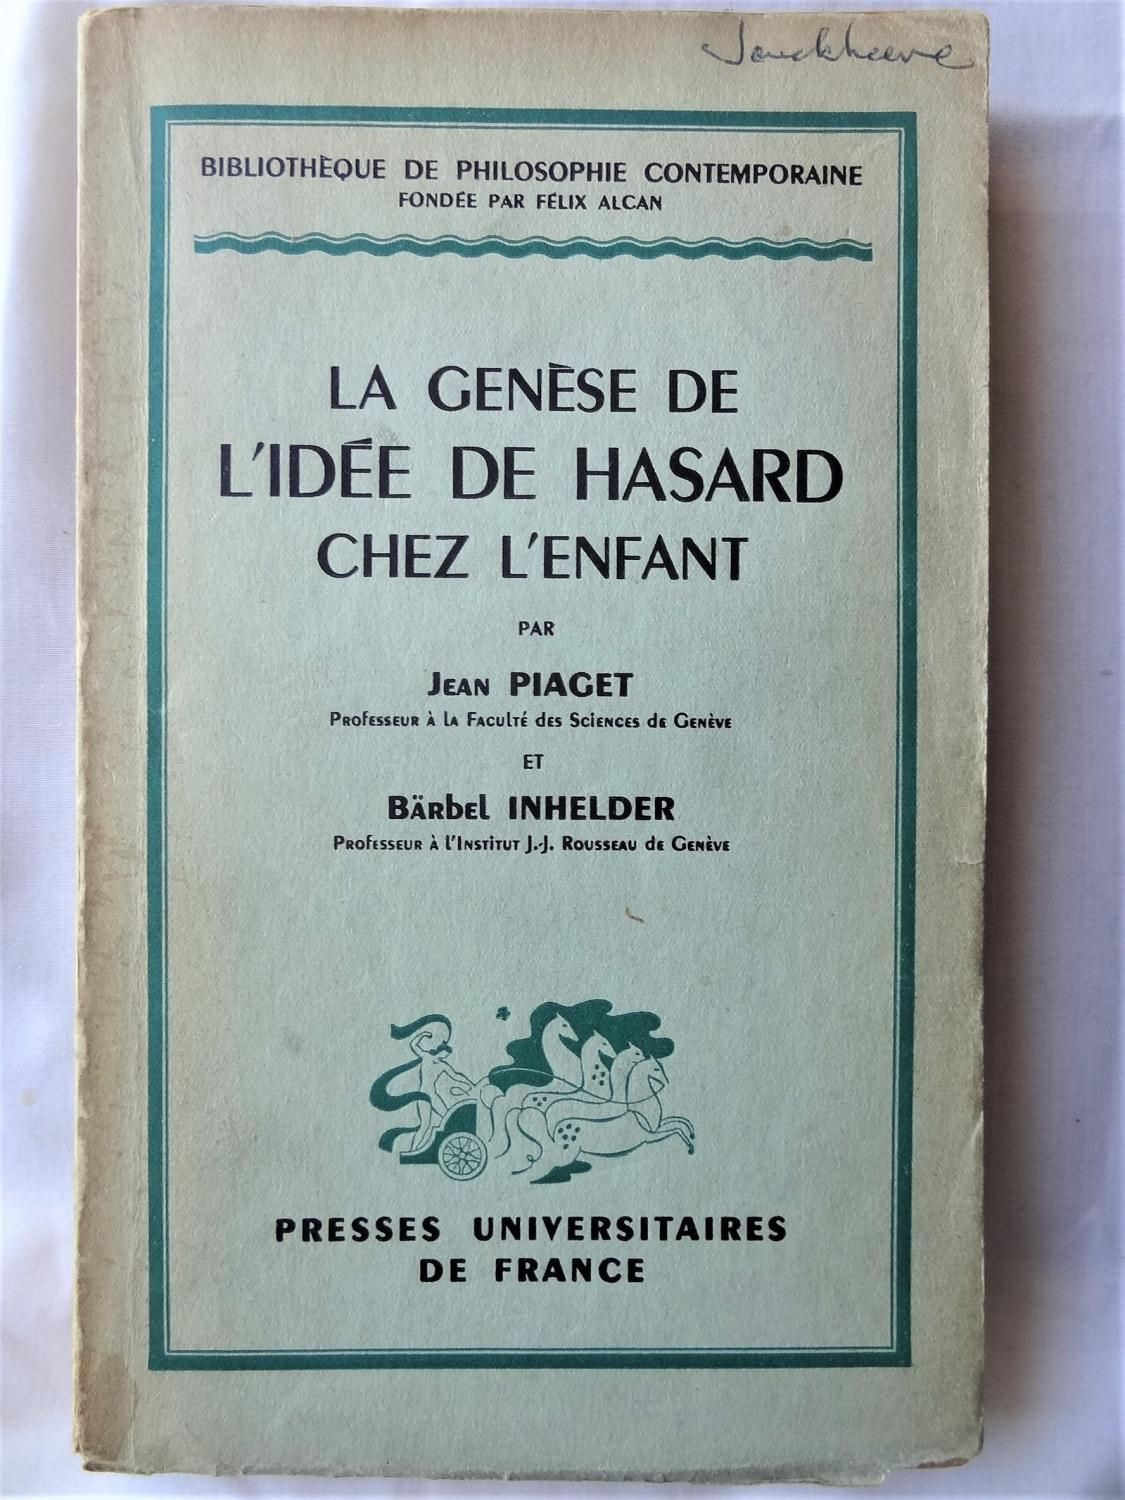 Jonckheere
BIBLIOTHÈQUE DE PHILOSOPHIE CONTEMPORAINE
FONDÉE PAR FÉLIX ALCAN
LA GENÈSE DE
L'IDÉE DE HASARD
CHEZ L'ENFANT
PAR
Jean PIAGET
Professeur à la Faculté des Sciences de Genève
ET
Bärbel INHELDER
Professeur à l'Institut J.-J. Rousseau de Genève
PRESSES UNIVERSITAIRES
DE FRANCE